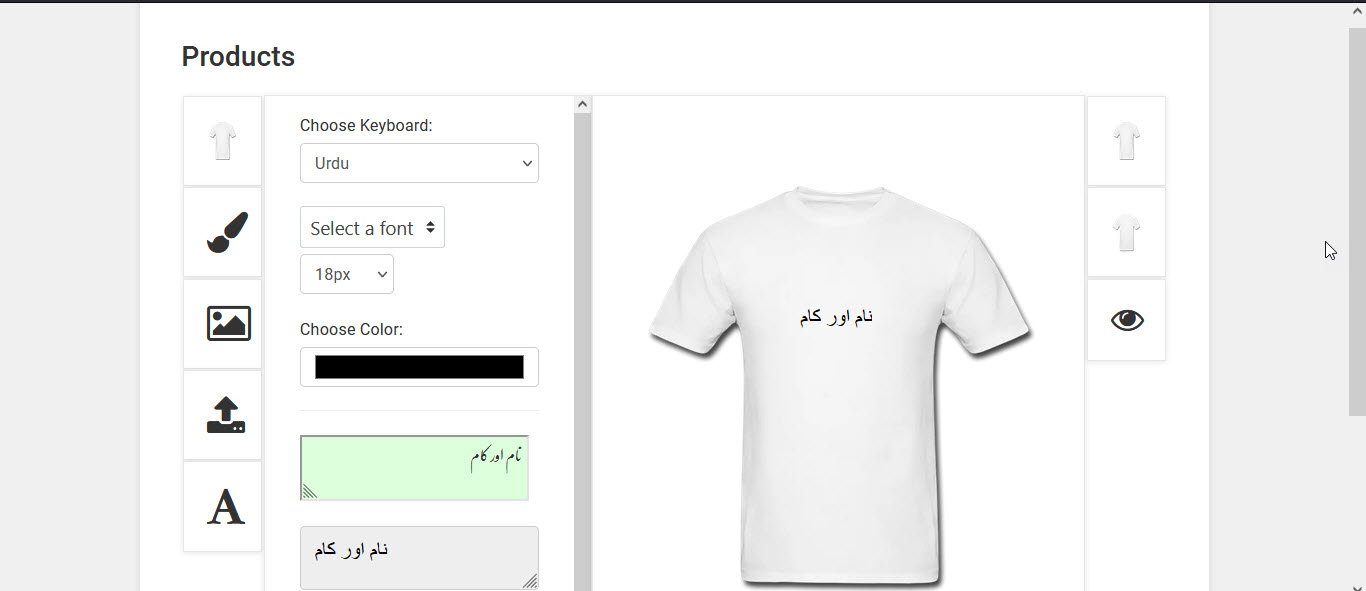 Products
Choose Keyboard:
Urdu
Select a font
18px
Choose Color:
نام اور کام
نام اور کام
A
نام اور کام